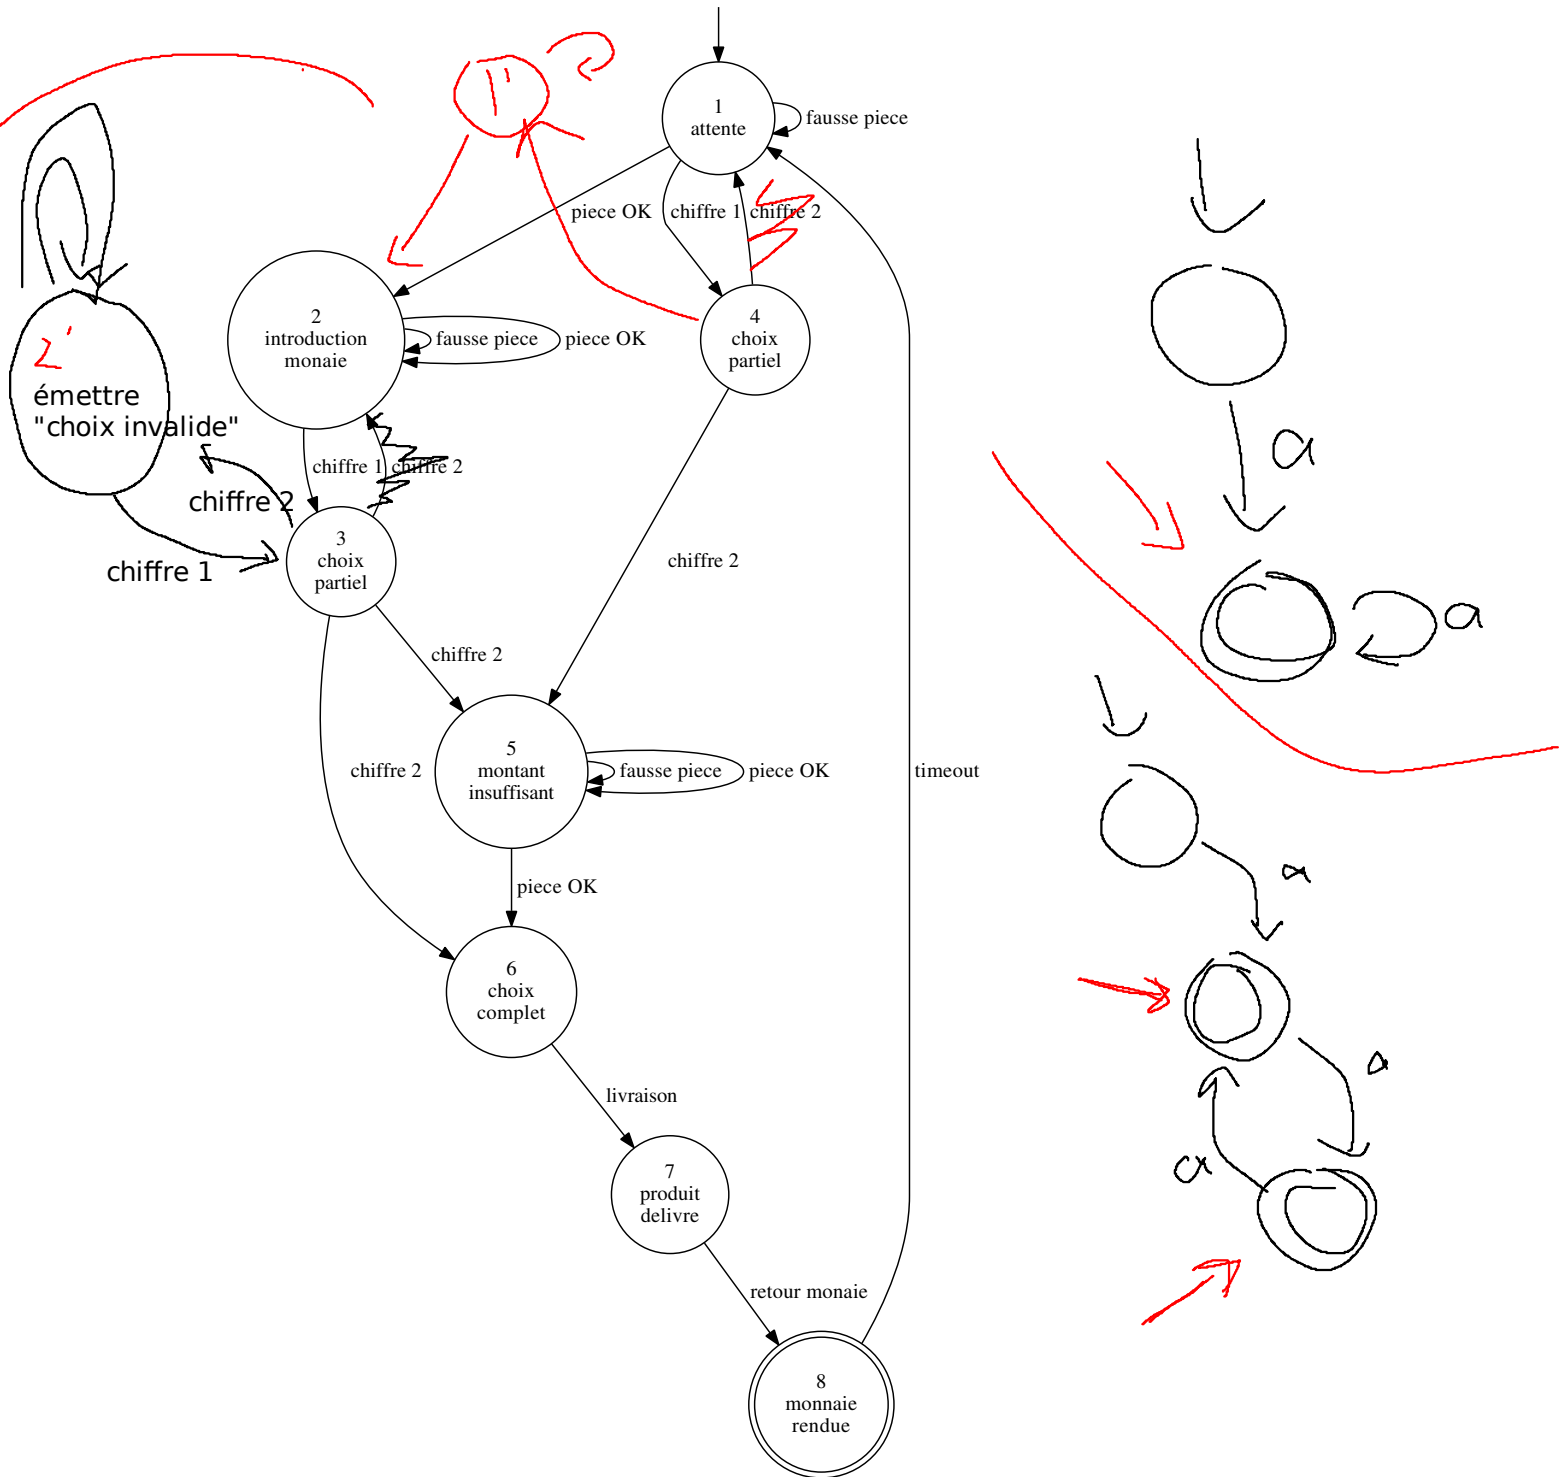 1''
1
attente
fausse piece
piece OK
chiffre 1
chiffre 2
2
introduction
monaie
fausse piece
piece OK
4
choix
partiel
2'
émettre
"choix invalide"
chiffre 1
chiffre 2
chiffre 2
chiffre 1
3
choix
partiel
chiffre 2
chiffre 2
chiffre 2
5
montant
insuffisant
fausse piece
piece OK
timeout
piece OK
6
choix
complet
livraison
7
produit
delivre
retour monaie
8
monnaie
rendue
a
a
a
a
a